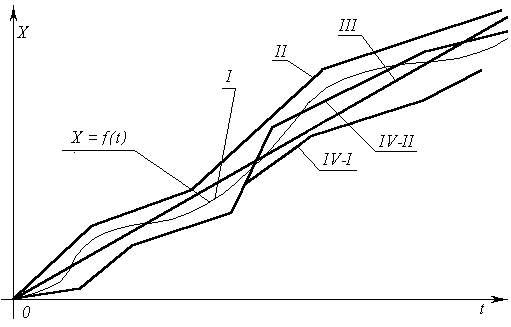 X
III
II
I
X = f(t)
IV-II
IV-I
0
t